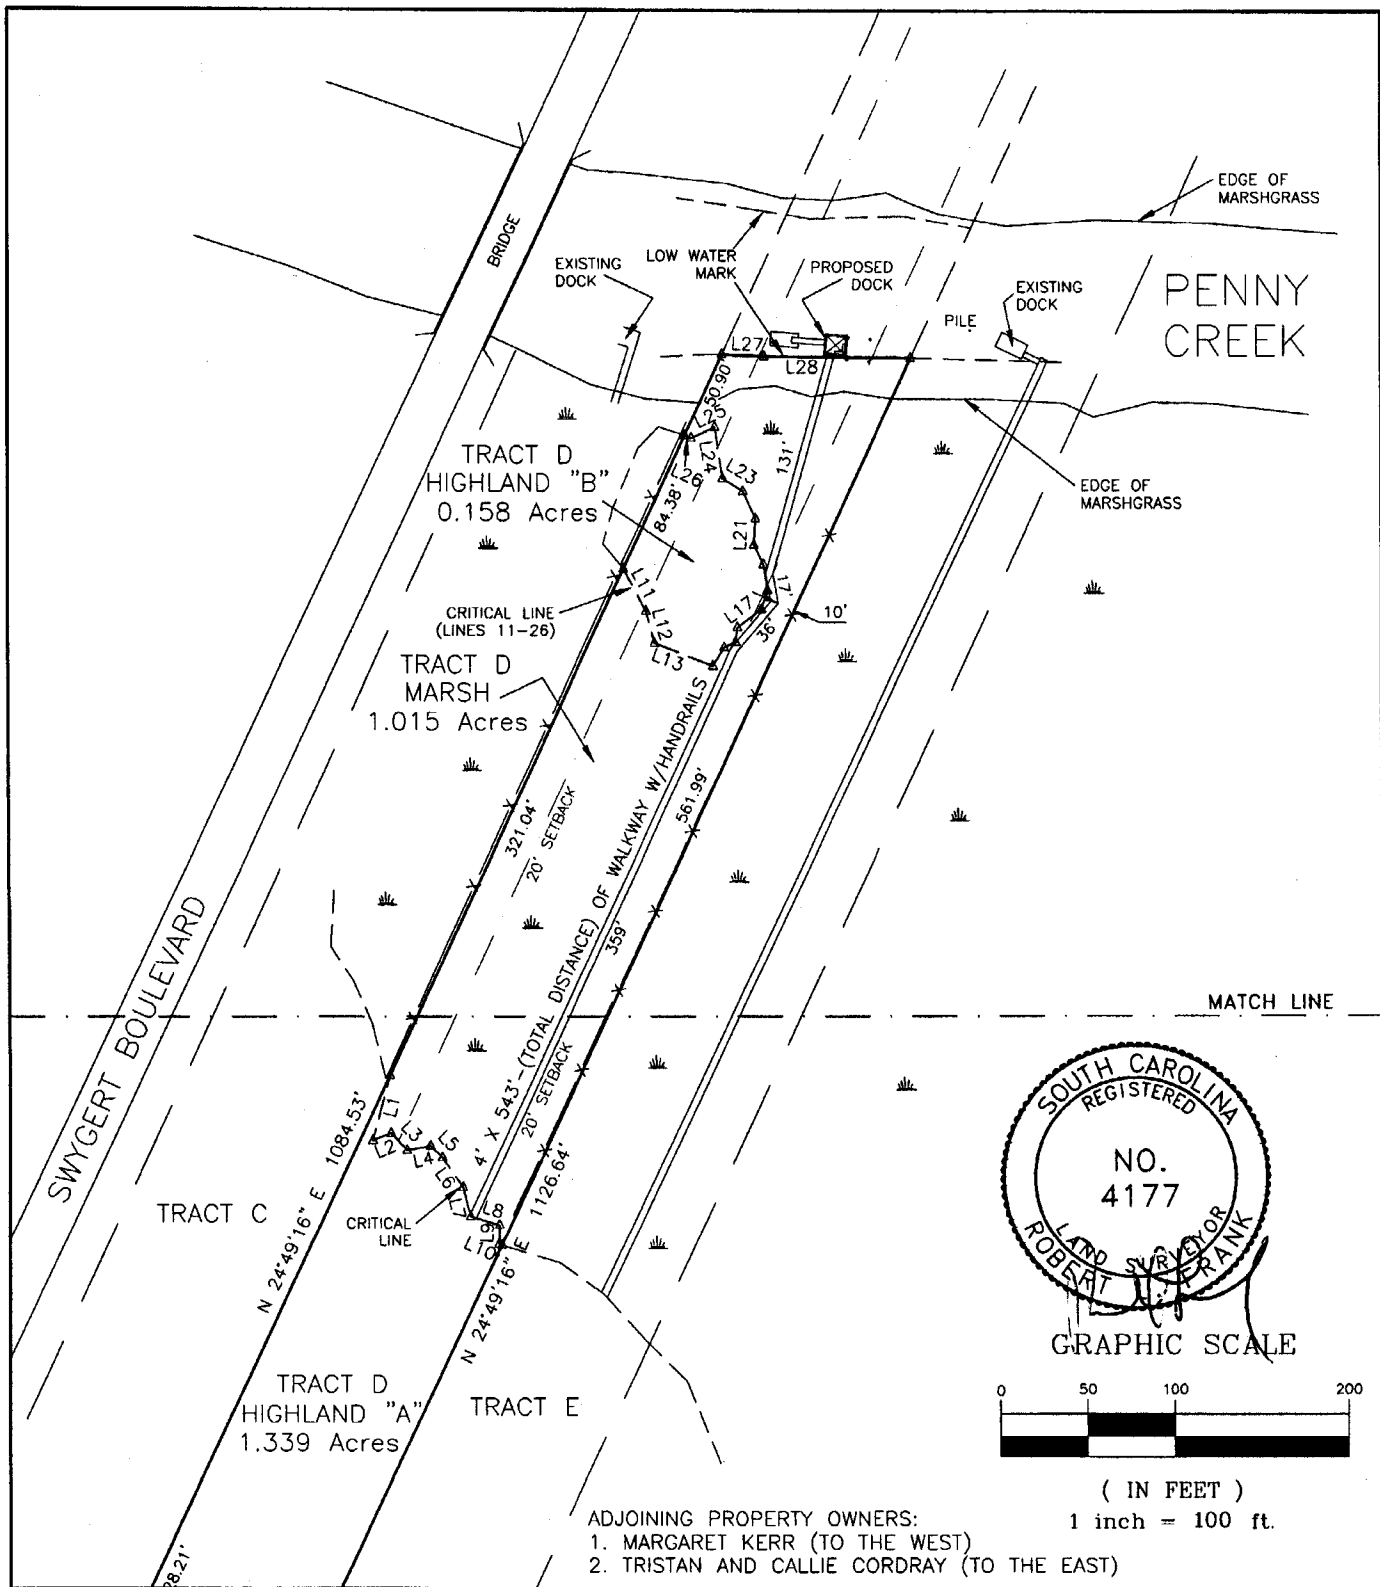 EDGE OF
MARSHGRASS
BRIDGE
EXISTING
DOCK
LOW WATER
MARK
PROPOSED
DOCK
EXISTING
DOCK
PILE
PENNY
CREEK
L27
L28
50.90'
L25
L24
L26
L23
131'
TRACT D
HIGHLAND "B"
0.158 Acres
84.38'
L21
EDGE OF
MARSHGRASS
L11
L12
L13
L17
17'
36'
10'
CRITICAL LINE
(LINES 11-26)
TRACT D
MARSH
1.015 Acres
321.04'
20' SETBACK
4' X 543'-(TOTAL DISTANCE) OF WALKWAY W/HANDRAILS
561.99'
359'
20' SETBACK
SWYGERT BOULEVARD
MATCH LINE
L1
L2
L3
L4
L5
L6
L7
L8
L9
L10
CRITICAL
LINE
TRACT C
N 24°49'16" E 1084.53'
N 24°49'16" E 1126.64'
TRACT D
HIGHLAND "A"
1.339 Acres
TRACT E
28.21'
SOUTH CAROLINA
REGISTERED
NO.
4177
LAND SURVEYOR
ROBERT FRANK
GRAPHIC SCALE
0 50 100 200
( IN FEET )
1 inch = 100 ft.
ADJOINING PROPERTY OWNERS:
1. MARGARET KERR (TO THE WEST)
2. TRISTAN AND CALLIE CORDRAY (TO THE EAST)